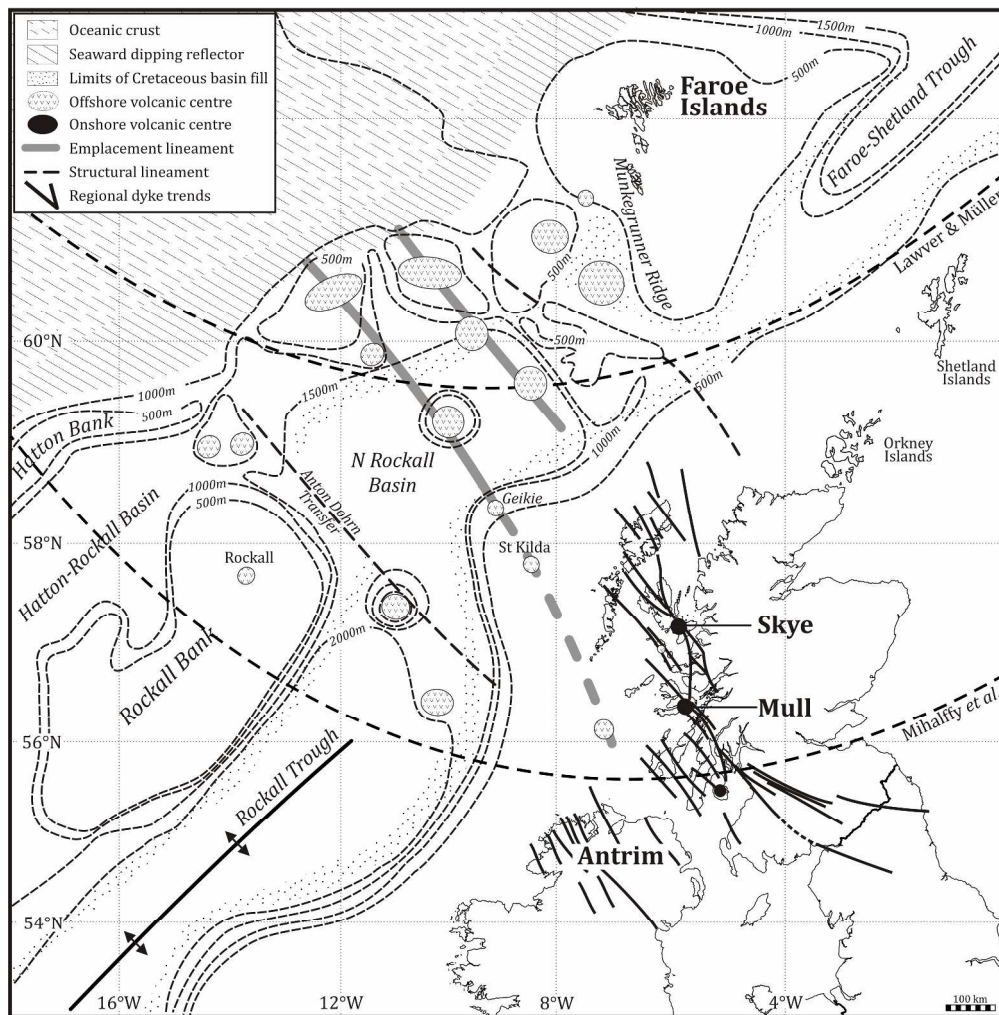 Oceanic crust
Seaward dipping reflector
Limits of Cretaceous basin fill
Offshore volcanic centre
Onshore volcanic centre
Emplacement lineament
Structural lineament
Regional dyke trends
1000m
1500m
500m
Faroe
Islands
Faroe-Shetland Trough
Munkegrunner Ridge
500m
500m
Lawver & Müller
60°N
500m
Shetland
Islands
1500m
500m
1000m
1000m
500m
Hatton Bank
Orkney
Islands
N Rockall
Basin
Anton Dohrn
Transfer
1000m
500m
Geikie
58°N
St Kilda
Hatton-Rockall Basin
Rockall
2000m
Skye
Rockall Bank
Mull
56°N
Mihalffy et al.
Rockall Trough
Antrim
54°N
16°W
12°W
8°W
4°W
100 km